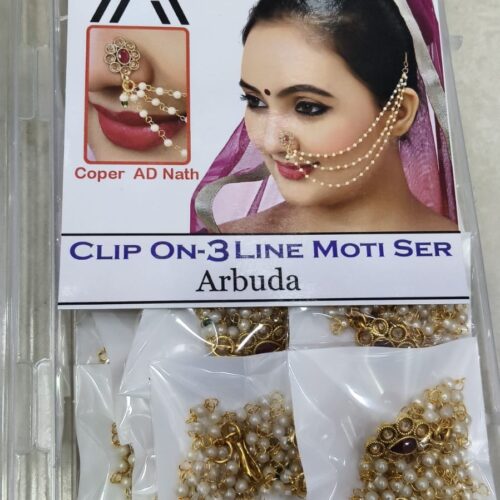 Coper AD Nath
CLIP ON-3 LINE MOTI SER
Arbuda